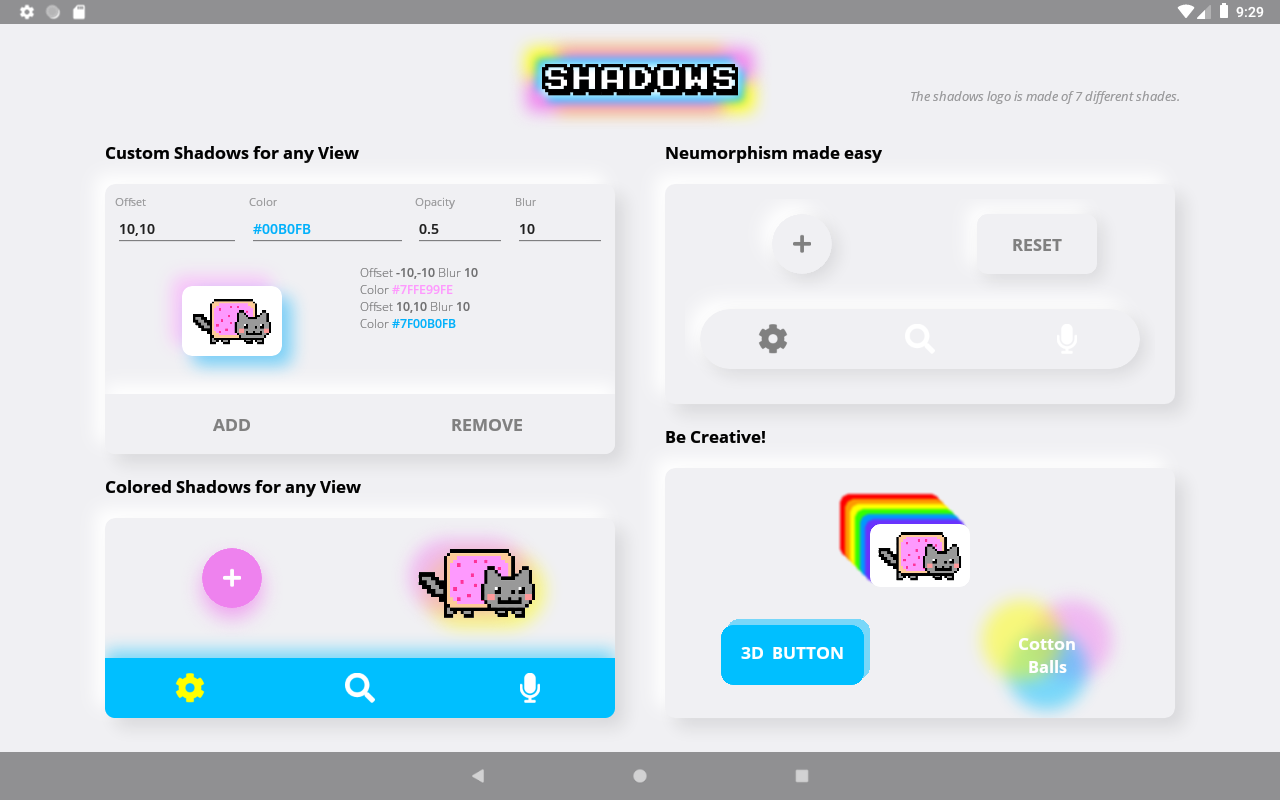 9:29
SHADOWS
The shadows logo is made of 7 different shades.
Custom Shadows for any View
Offset Color Opacity Blur
10,10 #00B0FB 0.5 10
Offset -10,-10 Blur 10
Color #7FFE99FE
Offset 10,10 Blur 10
Color #7F00B0FB
ADD REMOVE
Colored Shadows for any View
Neumorphism made easy
RESET
Be Creative!
3D BUTTON
Cotton
Balls